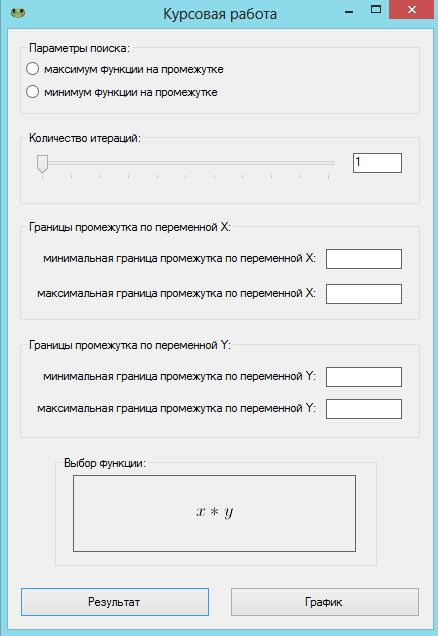 Курсовая работа
Параметры поиска:
максимум функции на промежутке
минимум функции на промежутке
Количество итераций:
1
Границы промежутка по переменной X:
минимальная граница промежутка по переменной X:
максимальная граница промежутка по переменной X:
Границы промежутка по переменной Y:
минимальная граница промежутка по переменной Y:
максимальная граница промежутка по переменной Y:
Выбор функции:
x * y
Результат
График